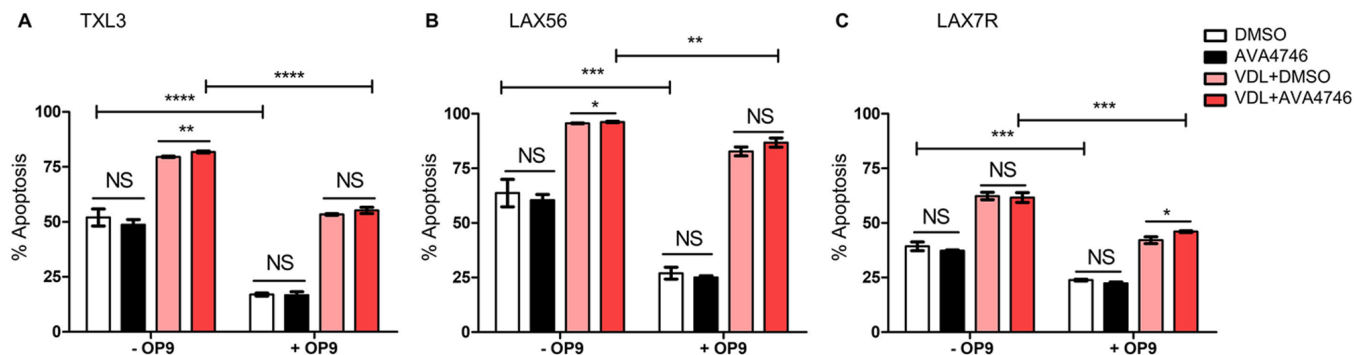 A TXL3
B LAX56
C LAX7R
DMSO
AVA4746
VDL+DMSO
VDL+AVA4746
% Apoptosis
100
75
50
25
0
****
****
NS
**
NS
NS
- OP9
+ OP9
% Apoptosis
100
75
50
25
0
***
**
NS
*
NS
NS
- OP9
+ OP9
% Apoptosis
100
75
50
25
0
***
***
NS
NS
NS
*
- OP9
+ OP9